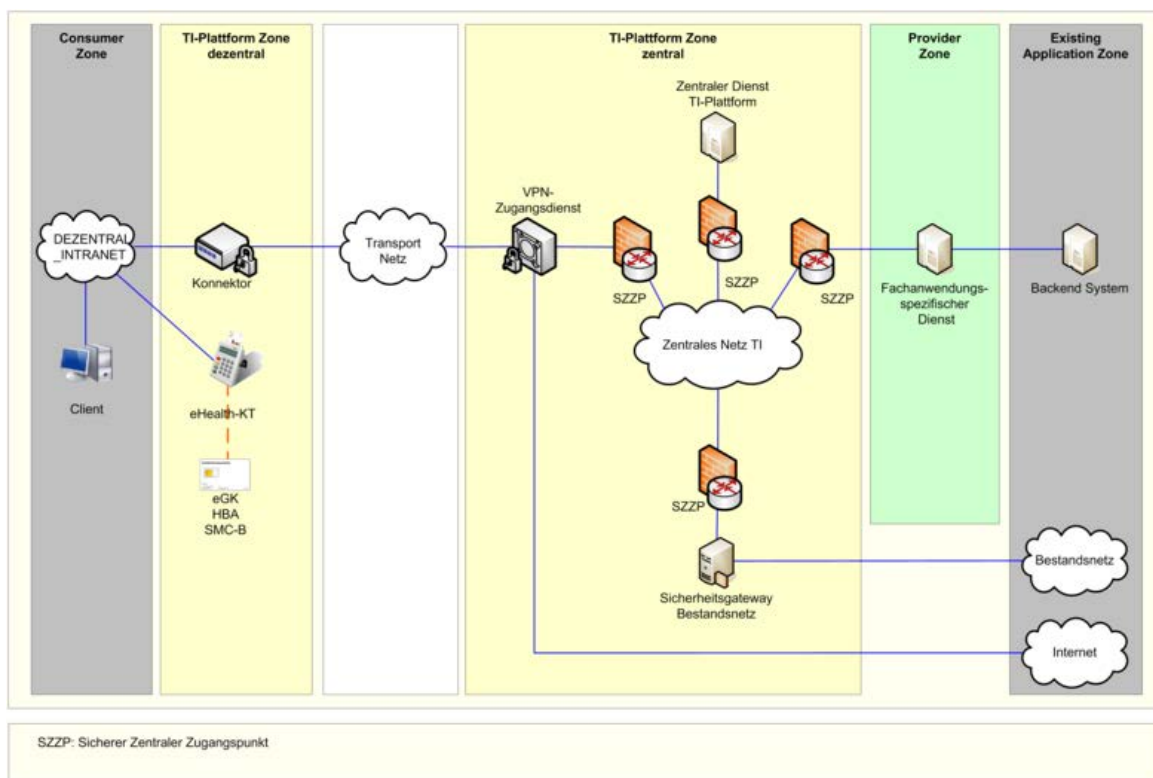 Consumer
Zone
TI-Plattform Zone
dezentral
TI-Plattform Zone
zentral
Provider
Zone
Existing
Application Zone
Zentraler Dienst
TI-Plattform
VPN-
Zugangsdienst
DEZENTRAL
_INTRANET
Konnektor
Transport
Netz
SZZP
SZZP
SZZP
Fachanwendungs-
spezifischer
Dienst
Backend System
Zentrales Netz TI
Client
eHealth-KT
eGK
HBA
SMC-B
SZZP
Sicherheitsgateway
Bestandsnetz
Bestandsnetz
Internet
SZZP: Sicherer Zentraler Zugangspunkt